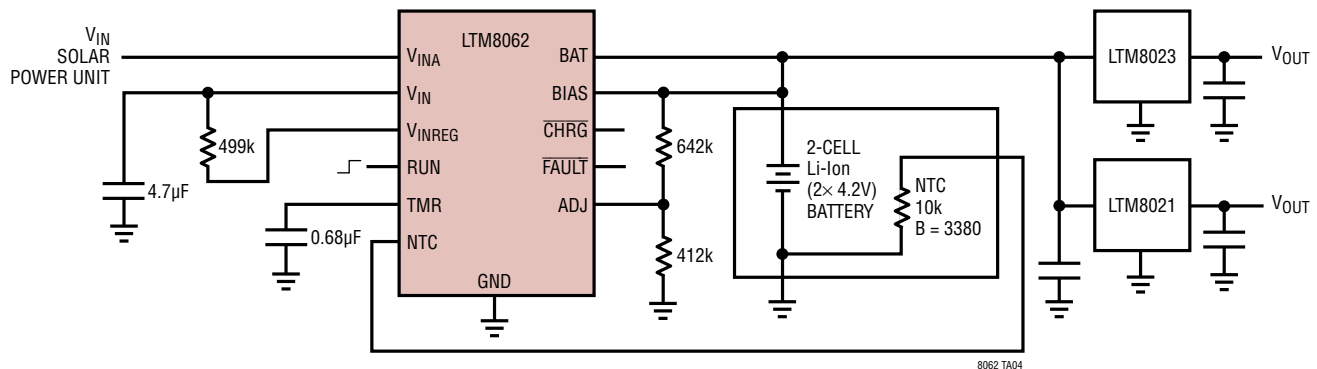 VIN
SOLAR
POWER UNIT
LTM8062
VINA
VIN
VINREG
RUN
TMR
NTC
GND
BAT
BIAS
CHRG
FAULT
ADJ
499k
4.7µF
0.68µF
642k
412k
2-CELL
Li-Ion
(2× 4.2V)
BATTERY
NTC
10k
B = 3380
LTM8023
VOUT
LTM8021
VOUT
8062 TA04